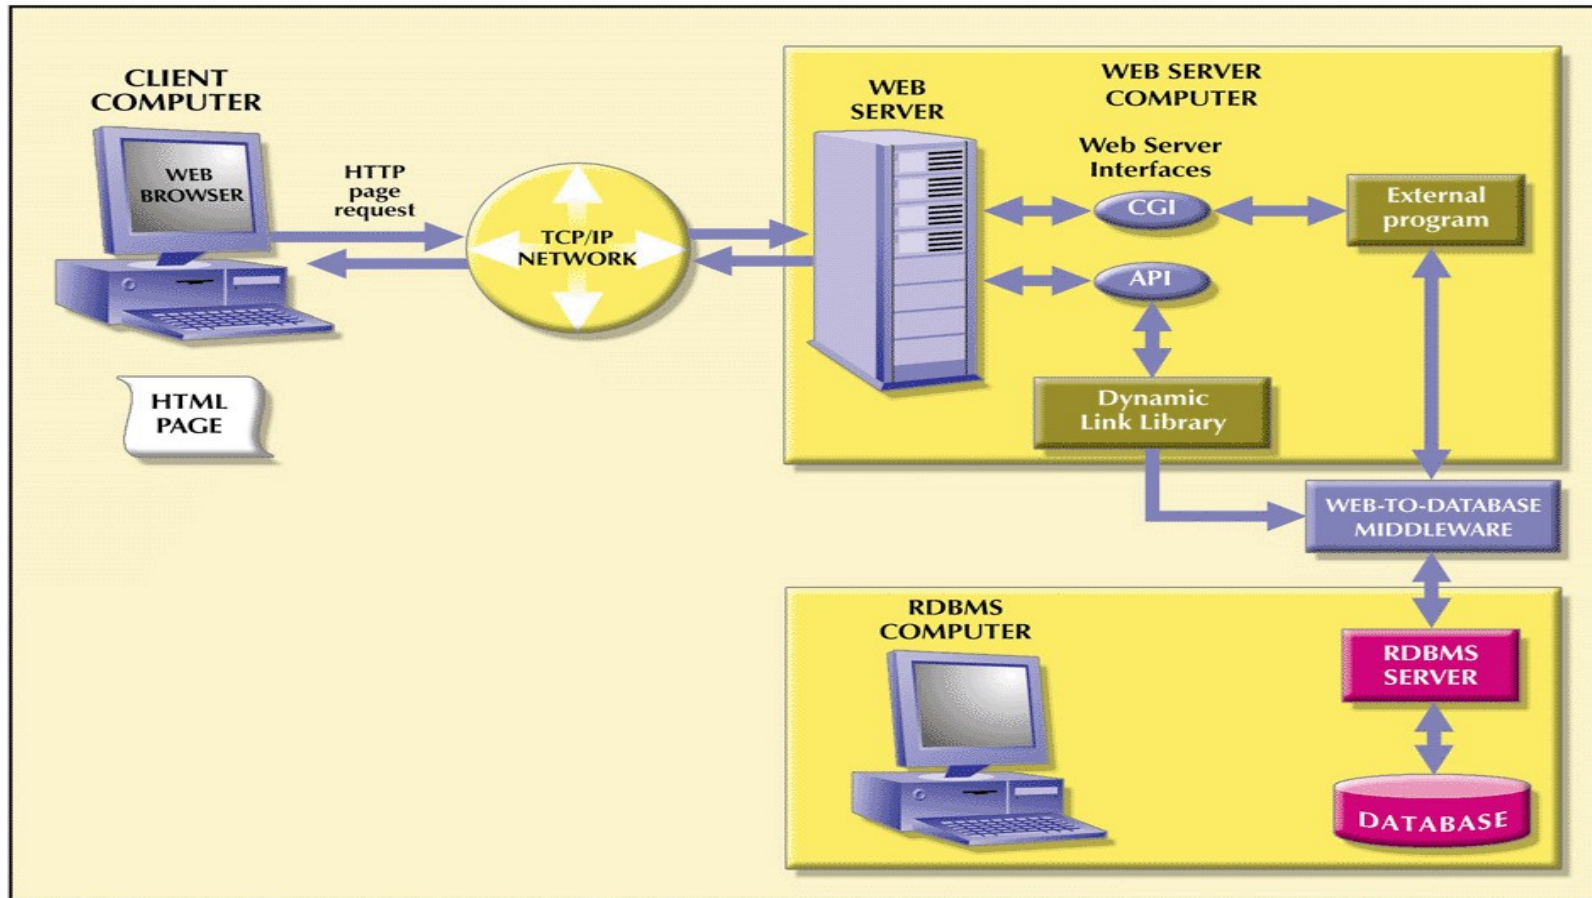 CLIENT
COMPUTER
WEB
BROWSER
HTTP
page
request
TCP/IP
NETWORK
HTML
PAGE
WEB
SERVER
WEB SERVER
COMPUTER
Web Server
Interfaces
CGI
External
program
API
Dynamic
Link Library
WEB-TO-DATABASE
MIDDLEWARE
RDBMS
COMPUTER
RDBMS
SERVER
DATABASE